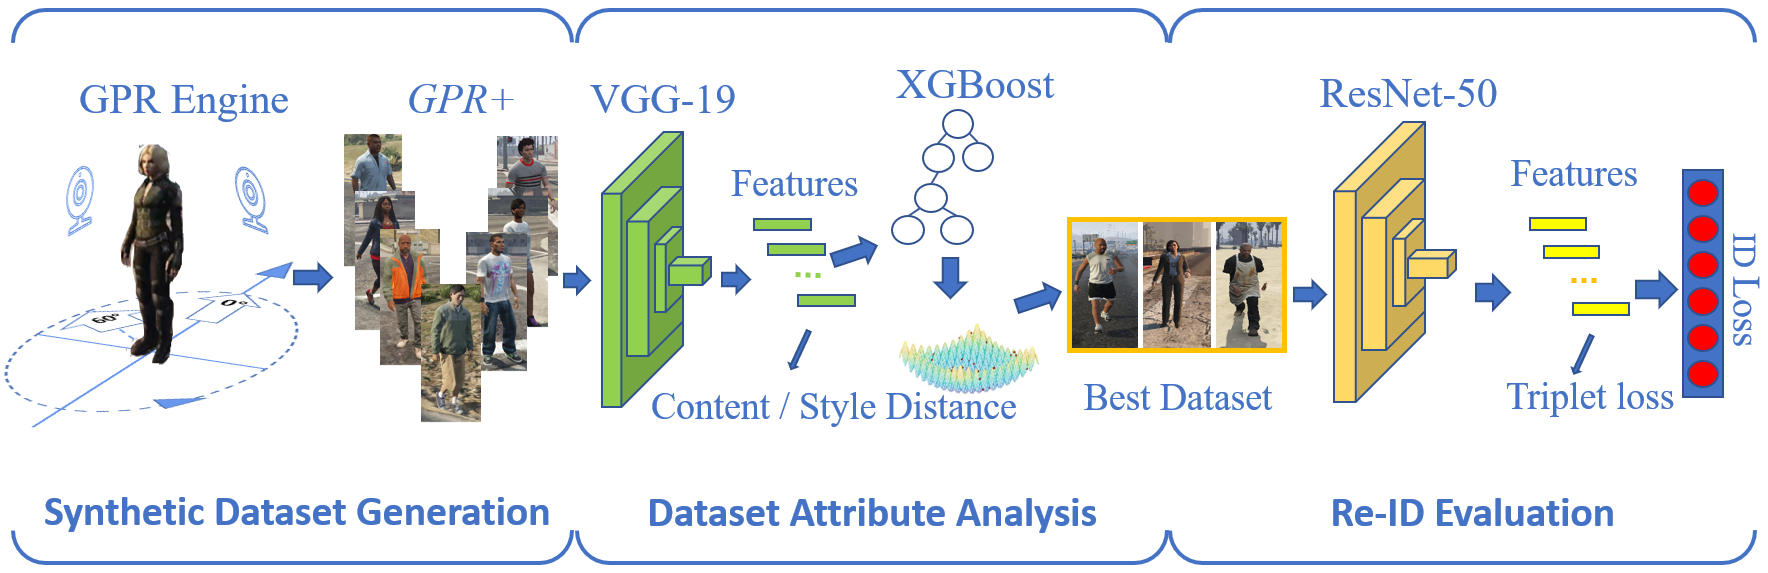 GPR Engine
60°
0°
GPR+
VGG-19
Features
...
XGBoost
Content / Style Distance
Best Dataset
ResNet-50
Features
...
Triplet loss
ID Loss
Synthetic Dataset Generation
Dataset Attribute Analysis
Re-ID Evaluation